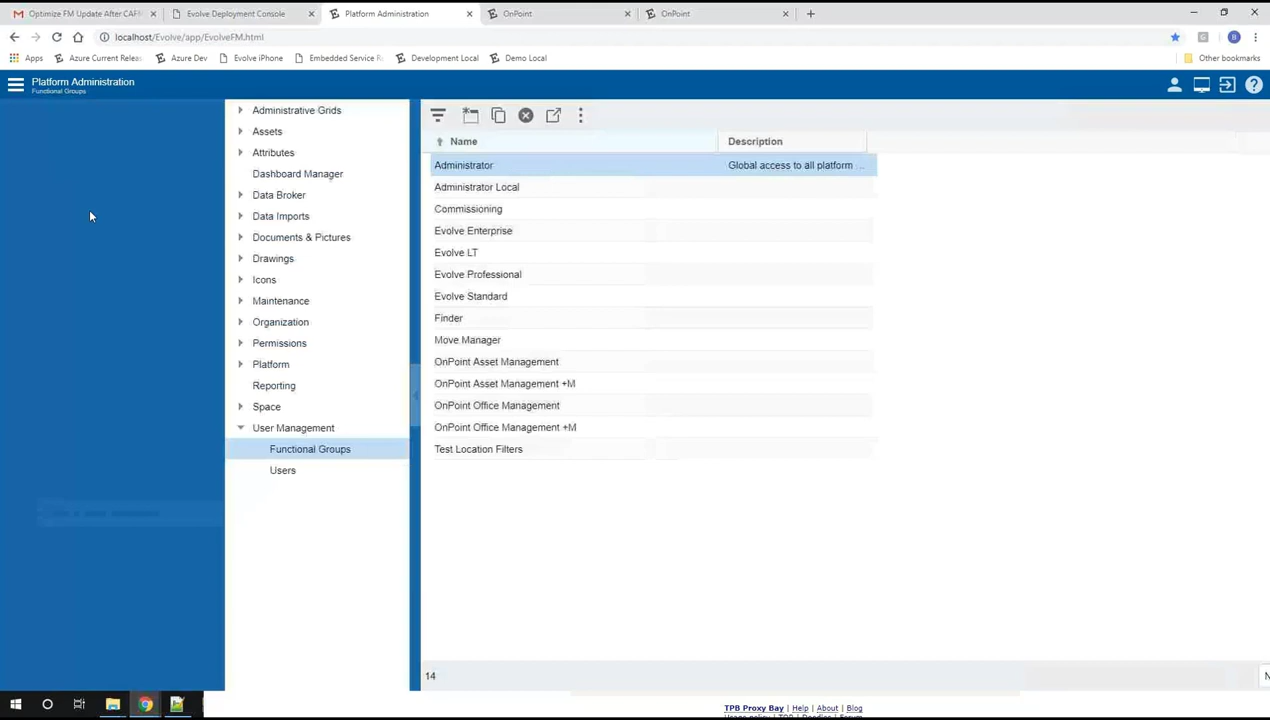 Optimize FM Update After CAFM
Evolve Deployment Console
Platform Administration
OnPoint
OnPoint
localhost/Evolve/app/EvolveFM.html
B
Apps
Azure Current Releas
Azure Dev
Evolve iPhone
Embedded Service R
Development Local
Demo Local
Other bookmarks
Platform Administration
Functional Groups
Administrative Grids
Assets
Attributes
Dashboard Manager
Data Broker
Data Imports
Documents & Pictures
Drawings
Icons
Maintenance
Organization
Permissions
Platform
Reporting
Space
User Management
Functional Groups
Users
Name
Description
Administrator
Global access to all platform ...
Administrator Local
Commissioning
Evolve Enterprise
Evolve LT
Evolve Professional
Evolve Standard
Finder
Move Manager
OnPoint Asset Management
OnPoint Asset Management +M
OnPoint Office Management
OnPoint Office Management +M
Test Location Filters
14
N
TPB Proxy Bay | Help | About | Blog